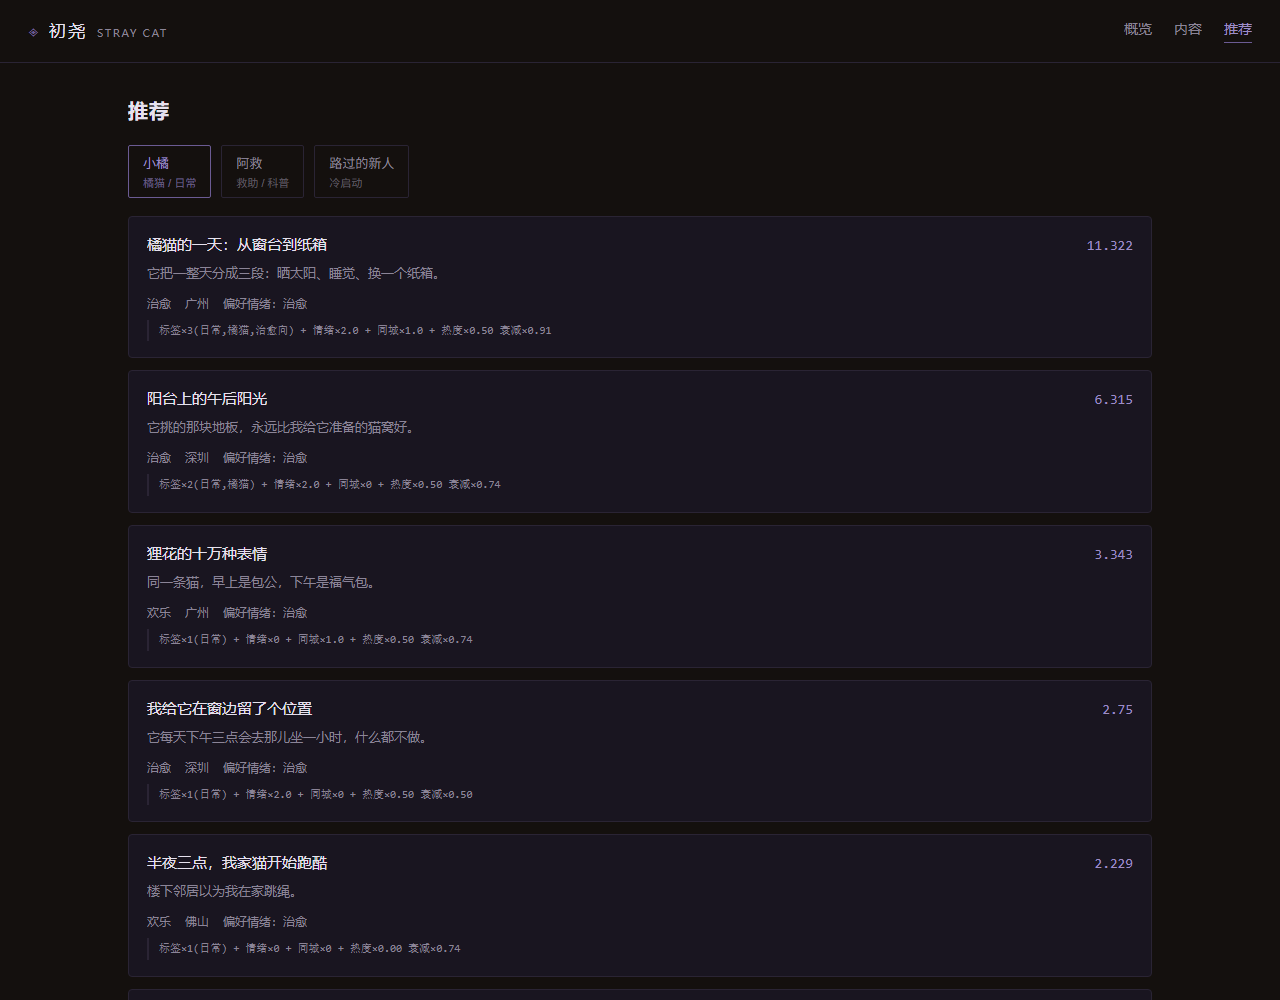 初尧 STRAY CAT
概览 内容 推荐
推荐
小橘 阿救 路过的新人
橘猫 / 日常 救助 / 科普 冷启动
橘猫的一天：从窗台到纸箱 11.322
它把一整天分成三段：晒太阳、睡觉、换一个纸箱。
治愈 广州 偏好情绪：治愈
标签×3(日常,橘猫,治愈向) + 情绪×2.0 + 同城×1.0 + 热度×0.50 衰减×0.91
阳台上的午后阳光 6.315
它挑的那块地板，永远比我给它准备的猫窝好。
治愈 深圳 偏好情绪：治愈
标签×2(日常,橘猫) + 情绪×2.0 + 同城×0 + 热度×0.50 衰减×0.74
狸花的十万种表情 3.343
同一条猫，早上是包公，下午是福气包。
欢乐 广州 偏好情绪：治愈
标签×1(日常) + 情绪×0 + 同城×1.0 + 热度×0.50 衰减×0.74
我给它在窗边留了个位置 2.75
它每天下午三点会去那儿坐一小时，什么都不做。
治愈 深圳 偏好情绪：治愈
标签×1(日常) + 情绪×2.0 + 同城×0 + 热度×0.50 衰减×0.50
半夜三点，我家猫开始跑酷 2.229
楼下邻居以为我在家跳绳。
欢乐 佛山 偏好情绪：治愈
标签×1(日常) + 情绪×0 + 同城×0 + 热度×0.00 衰减×0.74